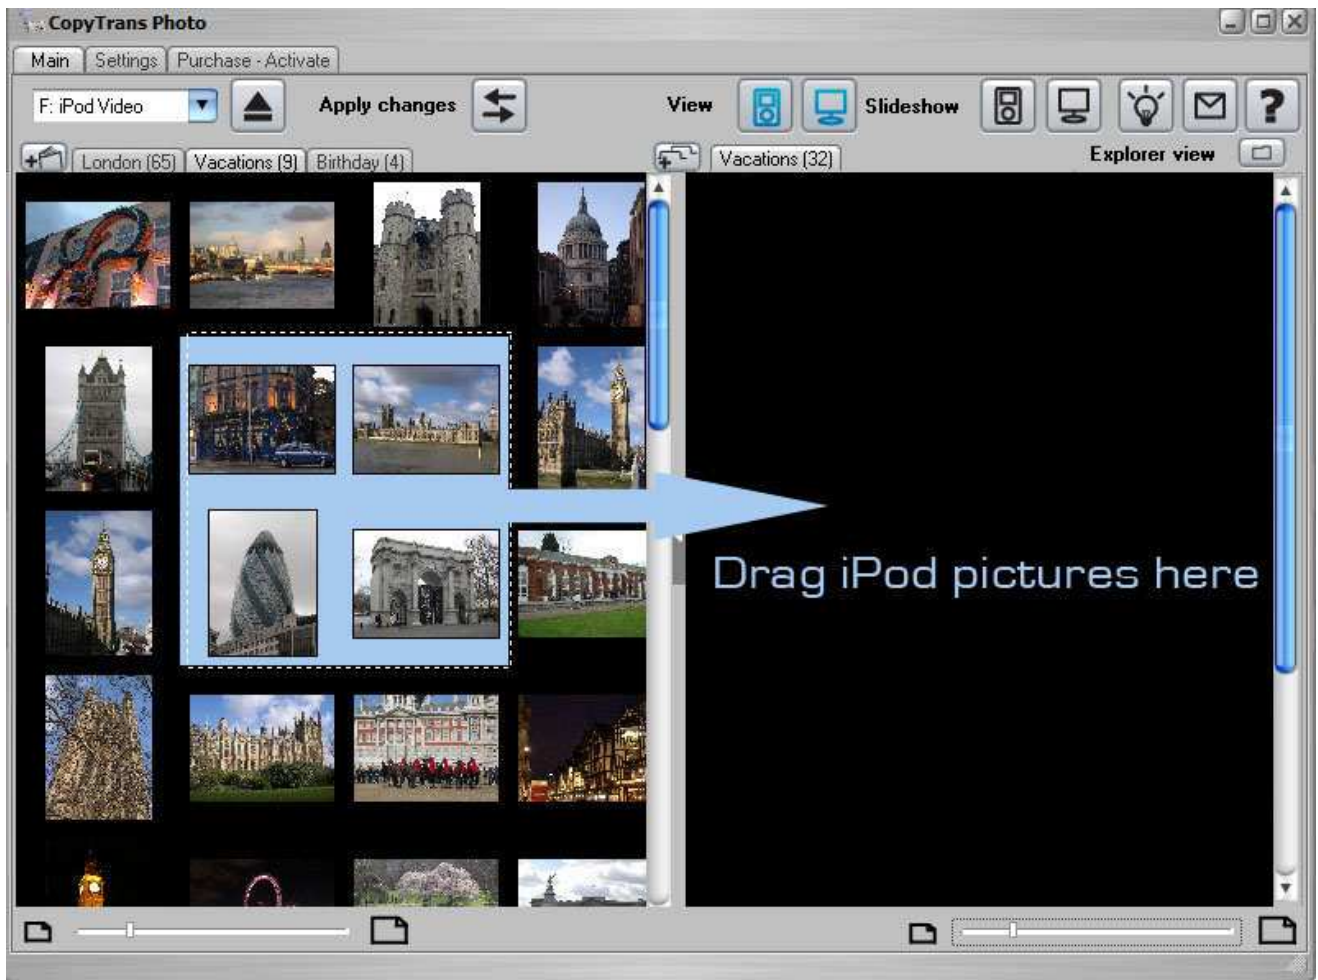 CopyTrans Photo
Main Settings Purchase - Activate
F: iPod Video Apply changes View Slideshow ?
London (65) Vacations (9) Birthday (4) Vacations (32) Explorer view
Drag iPod pictures here